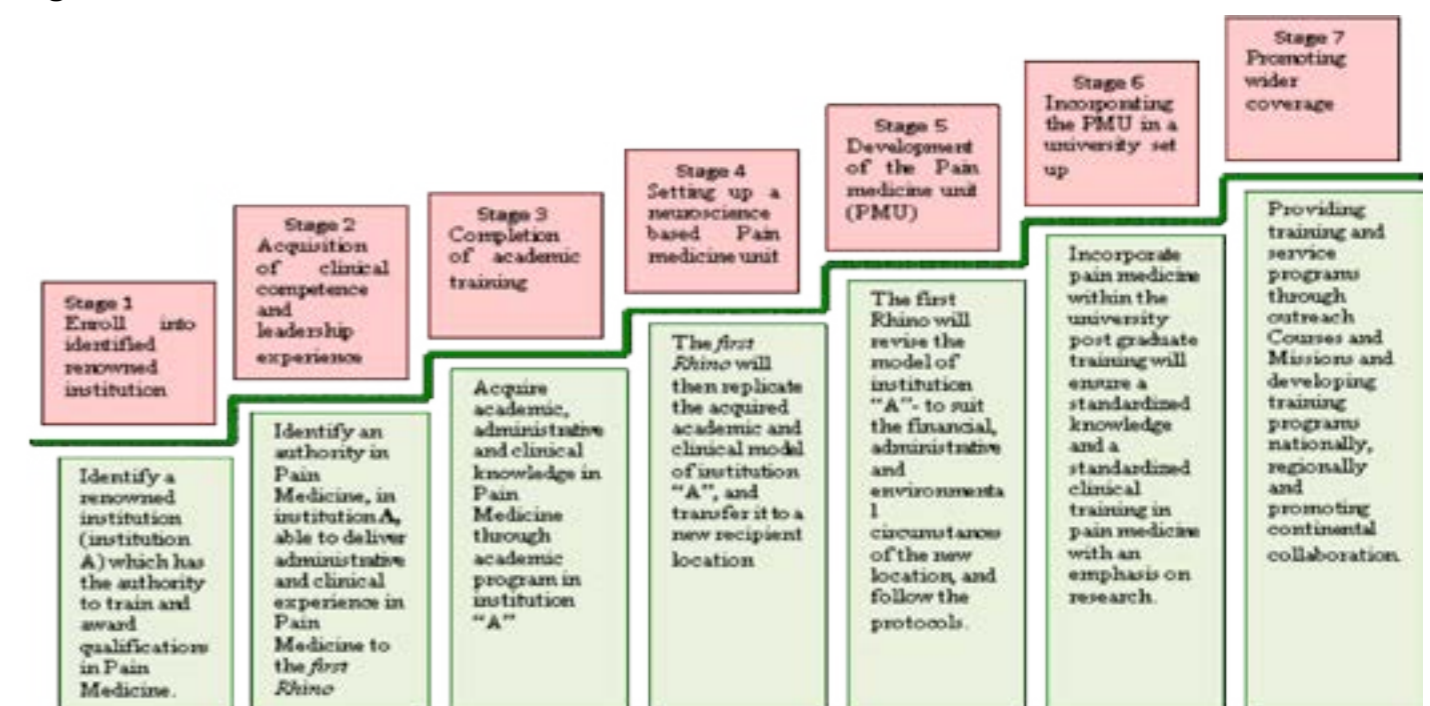 Stage 1
Enroll into
identified
renowned
institution
Identify a
renowned
institution
(institution
A) which has
the authority
to train and
award
qualifications
in Pain
Medicine.
Stage 2
Acquisition
of clinical
competence
and
leadership
experience
Identify an
authority in
Pain
Medicine, in
institution A,
able to deliver
administrative
and clinical
experience in
Pain
Medicine to
the first
Rhino
Stage 3
Completion
of academic
training
Acquire
academic,
administrative
and clinical
knowledge in
Pain
Medicine
through
academic
program in
institution
“A”
Stage 4
Setting up a
neuroscience
based Pain
medicine unit
The first
Rhino will
then replicate
the acquired
academic and
clinical model
of institution
“A”, and
transfer it to a
new recipient
location
Stage 5
Development
of the Pain
medicine unit
(PMU)
The first
Rhino will
revise the
model of
institution
“A”- to suit
the financial,
administrative
and
environmenta
l
circumstances
of the new
location, and
follow the
protocols.
Stage 6
Incorporating
the PMU in a
university set
up
Incorporate
pain medicine
within the
university
post graduate
training will
ensure a
standardized
knowledge
and a
standardized
clinical
training in
pain medicine
with an
emphasis on
research.
Stage 7
Promoting
wider
coverage
Providing
training and
service
programs
through
outreach
Courses and
Missions and
developing
training
programs
nationally,
regionally
and
promoting
continental
collaboration.